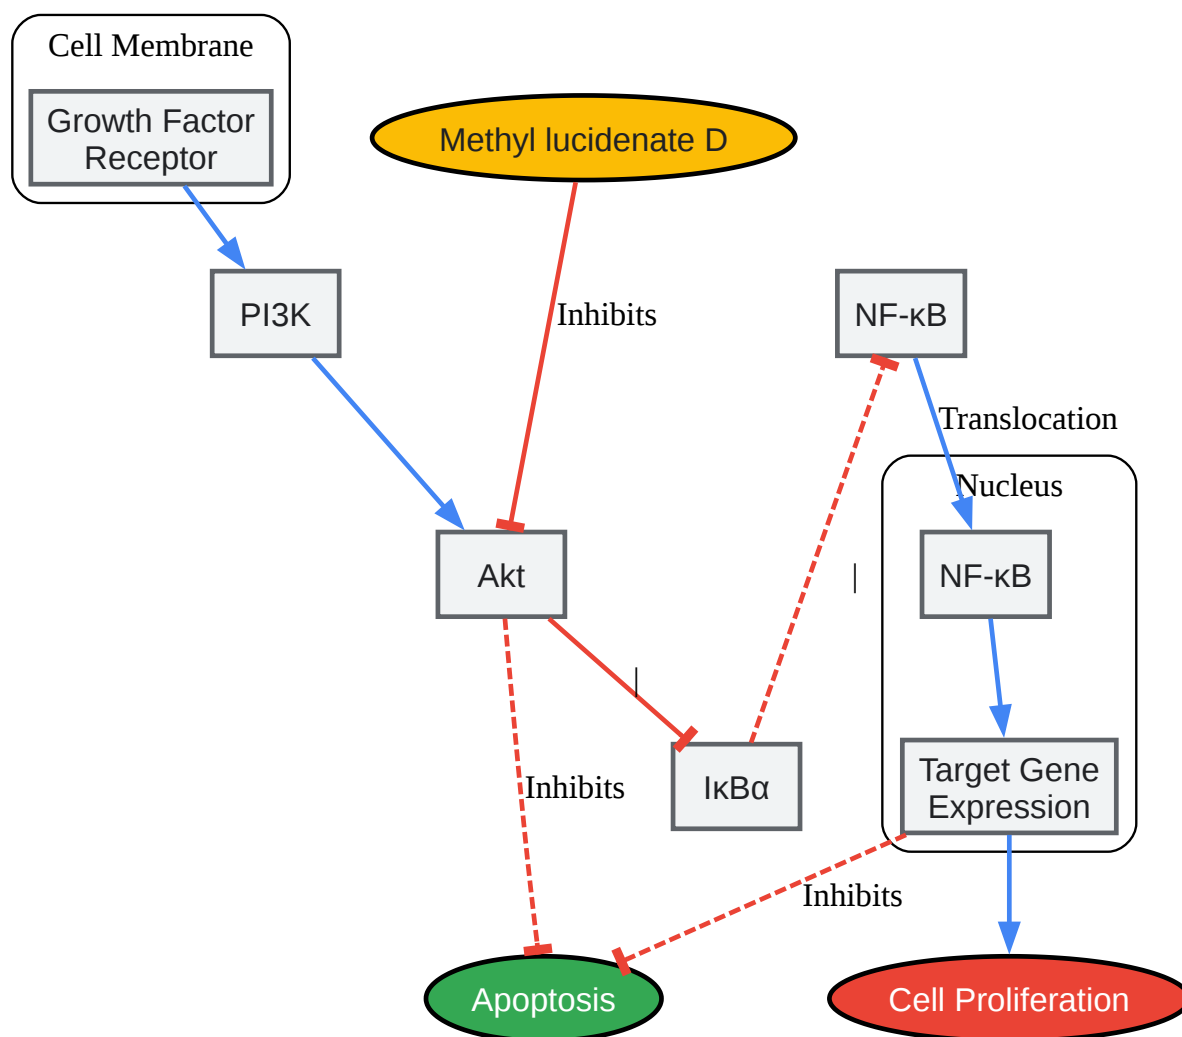 Cell Membrane
Growth Factor
Receptor
Methyl lucidenate D
PI3K
Inhibits
NF-κB
Translocation
Nucleus
Akt
|
NF-κB
|
Inhibits
IκBα
Target Gene
Expression
Inhibits
Apoptosis
Cell Proliferation